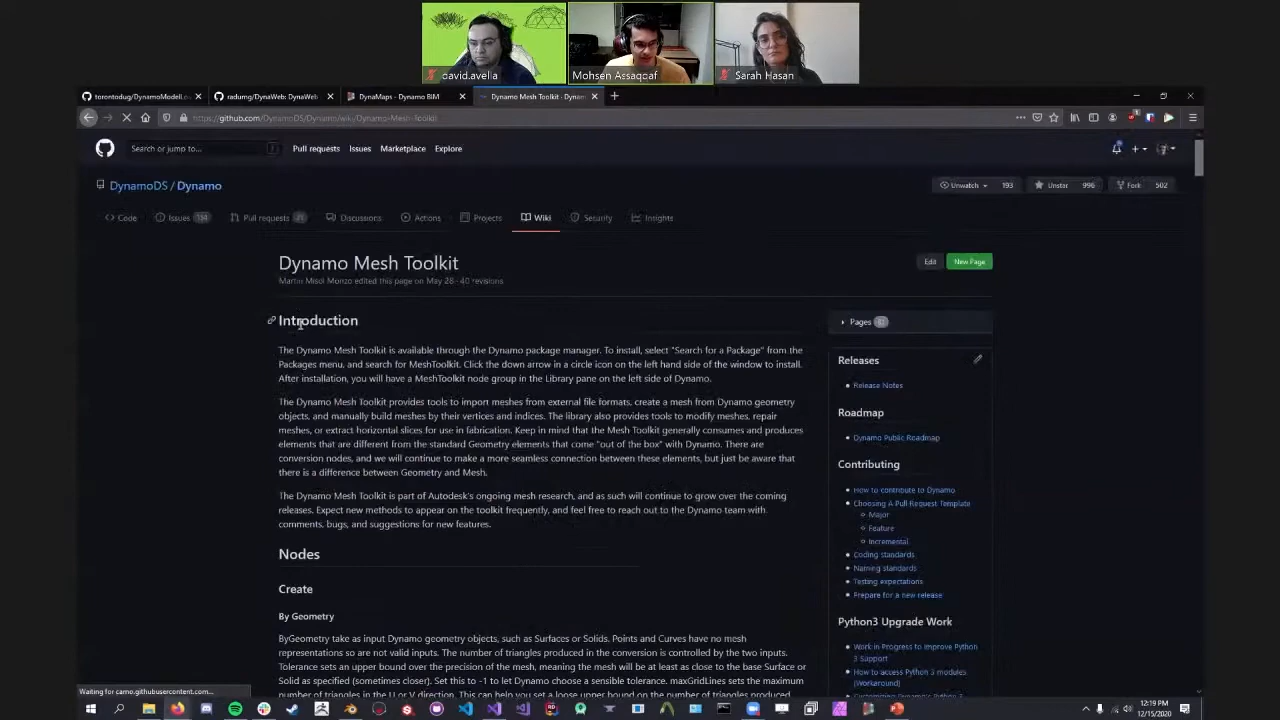 david.avella
Mohsen Assaqqaf
Sarah Hasan
radumg/DynaWeb: DynaWeb
DynaMaps - Dynamo BIM
Dynamo Mesh Toolkit · Dynam
https://github.com/DynamoDS/Dynamo/wiki/Dynamo-Mesh-Toolkit
Search or jump to...
Pull requests
Issues
Marketplace
Explore
DynamoDS / Dynamo
Unwatch
193
Unstar
996
Fork
502
Code
Issues
Pull requests
Discussions
Actions
Projects
Wiki
Security
Insights
Dynamo Mesh Toolkit
Edit
New Page
Martin Misol Monzo edited this page on May 28 · 40 revisions
Introduction
The Dynamo Mesh Toolkit is available through the Dynamo package manager. To install, select "Search for a Package" from the
Packages menu, and search for MeshToolkit. Click the down arrow in a circle icon on the left hand side of the window to install.
After installation, you will have a MeshToolkit node group in the Library pane on the left side of Dynamo.
The Dynamo Mesh Toolkit provides tools to import meshes from external file formats, create a mesh from Dynamo geometry
objects, and manually build meshes by their vertices and indices. The library also provides tools to modify meshes, repair
meshes, or extract horizontal slices for use in fabrication. Keep in mind that the Mesh Toolkit generally consumes and produces
elements that are different from the standard Geometry elements that come "out of the box" with Dynamo. There are
conversion nodes, and we will continue to make a more seamless connection between these elements, but just be aware that
there is a difference between Geometry and Mesh.
The Dynamo Mesh Toolkit is part of Autodesk's ongoing mesh research, and as such will continue to grow over the coming
releases. Expect new methods to appear on the toolkit frequently, and feel free to reach out to the Dynamo team with
comments, bugs, and suggestions for new features.
Nodes
Create
By Geometry
ByGeometry take as input Dynamo geometry objects, such as Surfaces or Solids. Points and Curves have no mesh
representations so are not valid inputs. The number of triangles produced in the conversion is controlled by the two inputs.
Tolerance sets an upper bound over the precision of the mesh, meaning the mesh will be at least as close to the base Surface or
Solid as specified (sometimes closer). Set this to -1 to let Dynamo choose a sensible tolerance. maxGridLines sets the maximum
number of triangles in the U or V direction. This can help you set a loose upper bound on the number of triangles produced
Pages
Releases
Release Notes
Roadmap
Dynamo Public Roadmap
Contributing
How to contribute to Dynamo
Choosing A Pull Request Template
Major
Feature
Incremental
Coding standards
Naming standards
Testing expectations
Prepare for a new release
Python3 Upgrade Work
Work in Progress to Improve Python
3 Support
How to access Python 3 modules
(Workaround)
Customizing Dynamo's Python 3
Waiting for camo.githubusercontent.com...
12:19 PM
12/15/2020